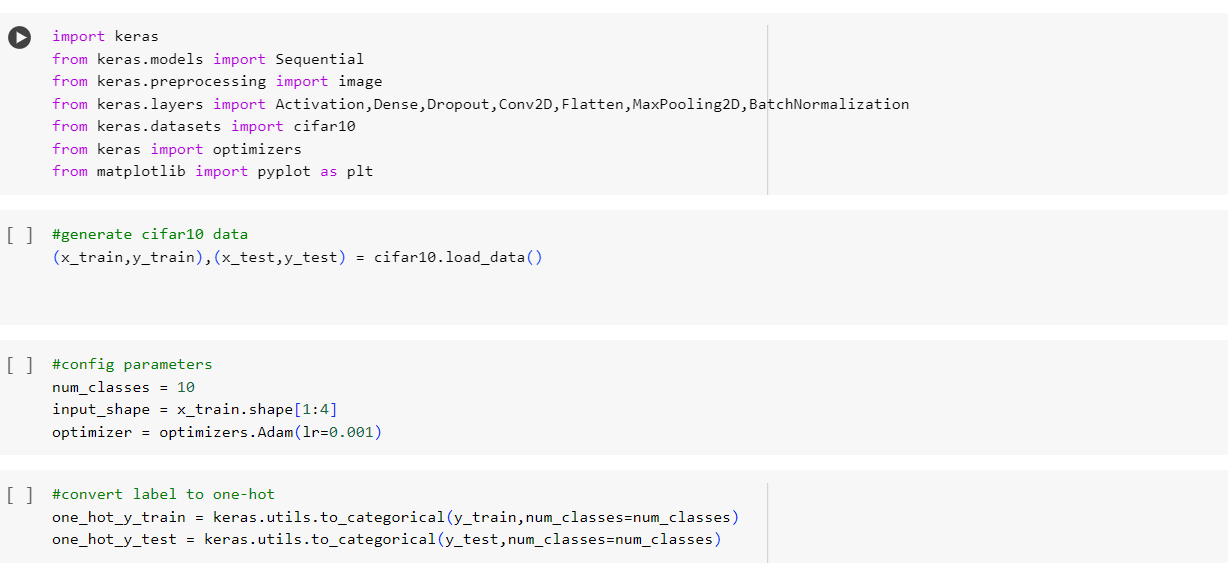 import keras
from keras.models import Sequential
from keras.preprocessing import image
from keras.layers import Activation,Dense,Dropout,Conv2D,Flatten,MaxPooling2D,BatchNormalization
from keras.datasets import cifar10
from keras import optimizers
from matplotlib import pyplot as plt
[ ] #generate cifar10 data
(x_train,y_train),(x_test,y_test) = cifar10.load_data()
[ ] #config parameters
num_classes = 10
input_shape = x_train.shape[1:4]
optimizer = optimizers.Adam(lr=0.001)
[ ] #convert label to one-hot
one_hot_y_train = keras.utils.to_categorical(y_train,num_classes=num_classes)
one_hot_y_test = keras.utils.to_categorical(y_test,num_classes=num_classes)